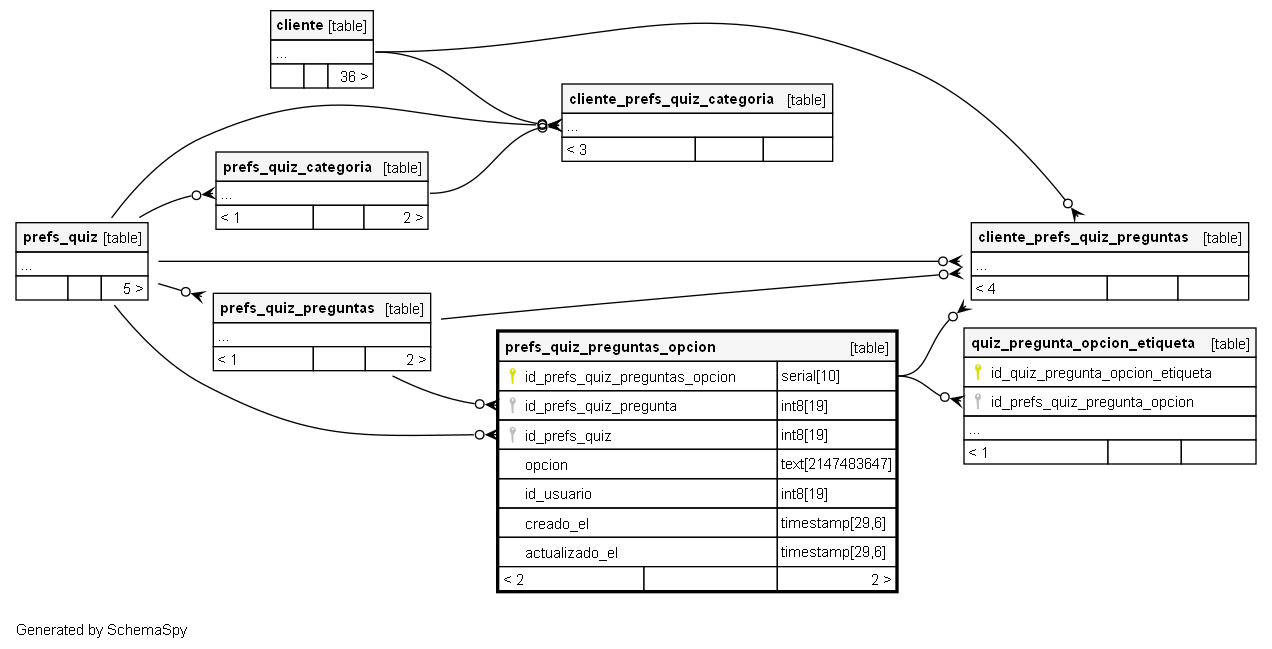 cliente [table]
...
36 >
cliente_prefs_quiz_categoria [table]
...
< 3
prefs_quiz_categoria [table]
...
< 1 2 >
prefs_quiz [table]
...
5 >
cliente_prefs_quiz_preguntas [table]
...
< 4
prefs_quiz_preguntas [table]
...
< 1 2 >
prefs_quiz_preguntas_opcion [table]
id_prefs_quiz_preguntas_opcion serial[10]
id_prefs_quiz_pregunta int8[19]
id_prefs_quiz int8[19]
opcion text[2147483647]
id_usuario int8[19]
creado_el timestamp[29,6]
actualizado_el timestamp[29,6]
< 2 2 >
quiz_pregunta_opcion_etiqueta [table]
id_quiz_pregunta_opcion_etiqueta
id_prefs_quiz_pregunta_opcion
...
< 1
Generated by SchemaSpy